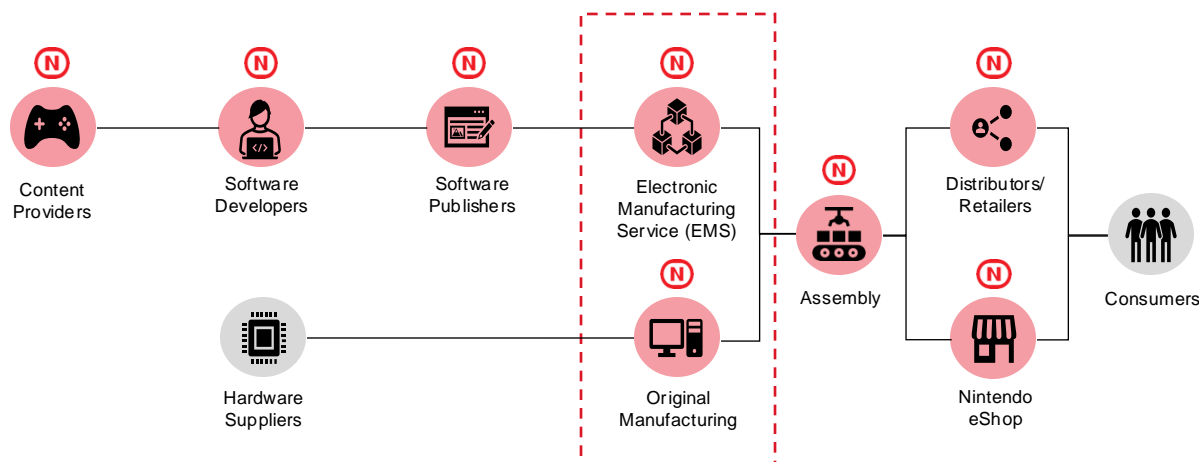 N
N
N
N
N
Content
Providers
Software
Developers
</>
Software
Publishers
Electronic
Manufacturing
Service (EMS)
Distributors/
Retailers
N
N
N
Assembly
Consumers
Hardware
Suppliers
Original
Manufacturing
Nintendo
eShop